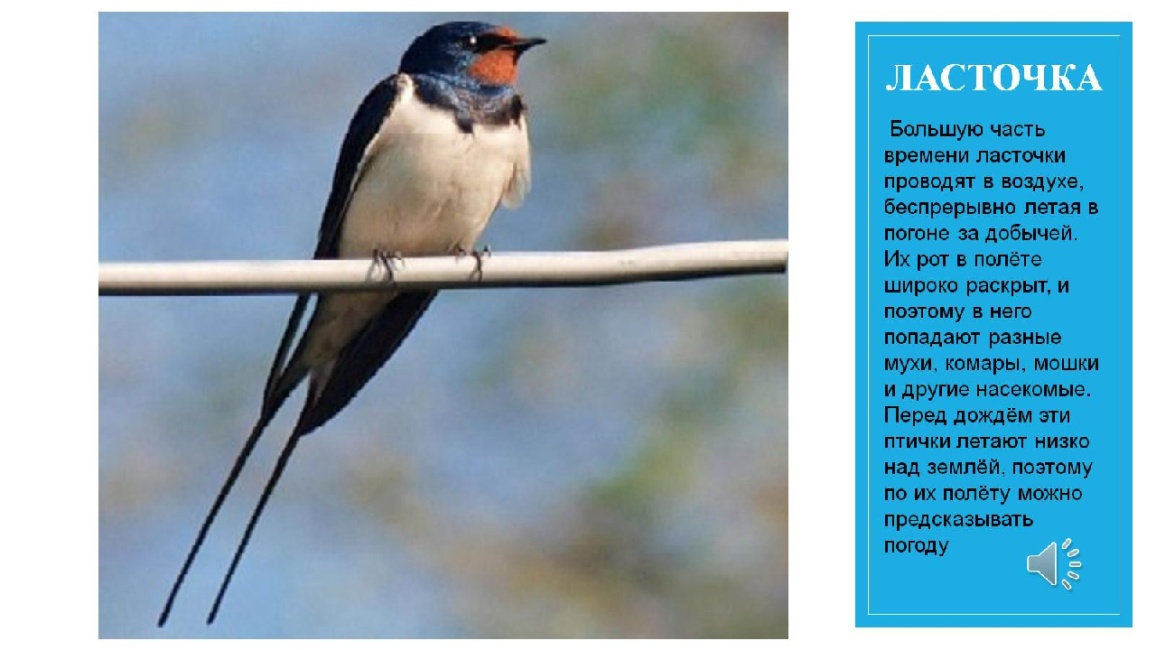 ЛАСТОЧКА
Большую часть
времени ласточки
проводят в воздухе,
беспрерывно летая в
погоне за добычей.
Их рот в полёте
широко раскрыт, и
поэтому в него
попадают разные
мухи, комары, мошки
и другие насекомые.
Перед дождём эти
птички летают низко
над землёй, поэтому
по их полёту можно
предсказывать
погоду